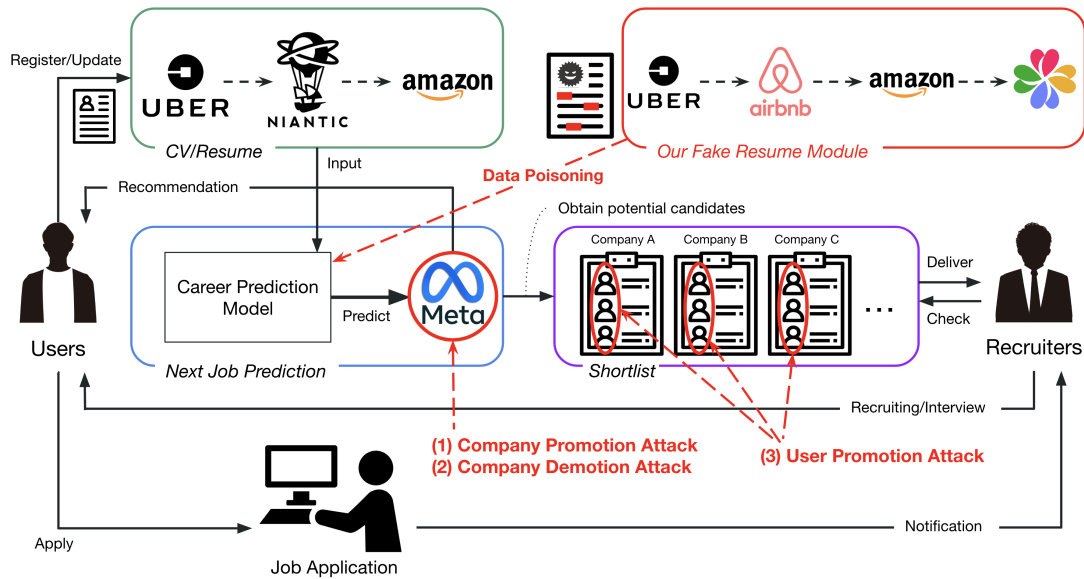 Register/Update
UBER
NIANTIC
amazon
CV/Resume
UBER
airbnb
amazon
Our Fake Resume Module
Input
Data Poisoning
Recommendation
Obtain potential candidates
Career Prediction
Model
Predict
Meta
Next Job Prediction
Company A
Company B
Company C
...
Shortlist
Deliver
Check
Users
Recruiters
Recruiting/Interview
(1) Company Promotion Attack
(2) Company Demotion Attack
(3) User Promotion Attack
Apply
Job Application
Notification